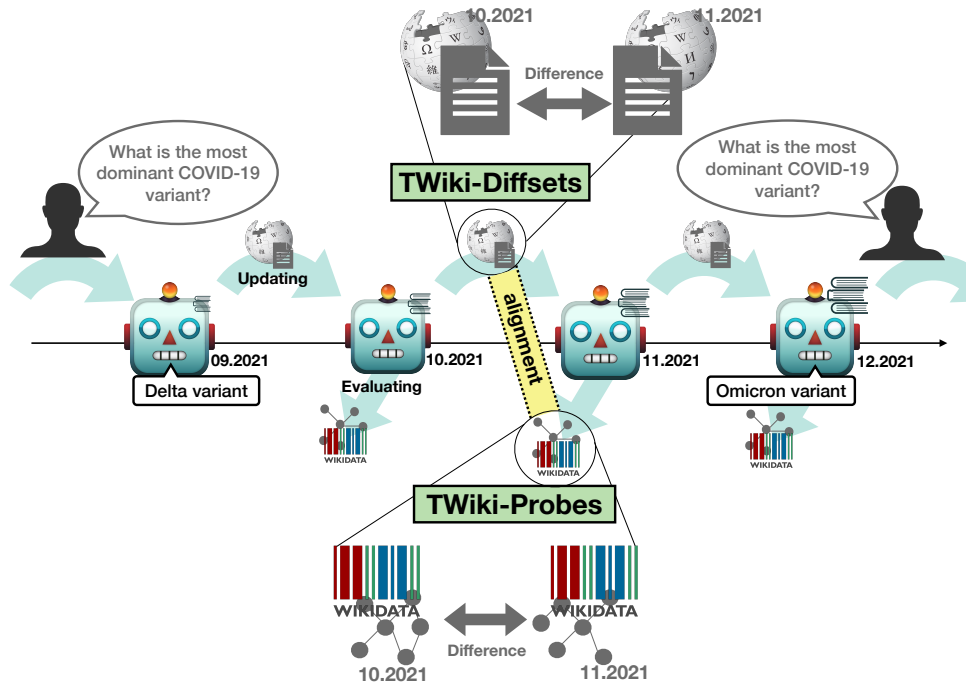 10.2021
11.2021
Difference
What is the most
dominant COVID-19
variant?
What is the most
dominant COVID-19
variant?
TWiki-Diffsets
Updating
alignment
09.2021
10.2021
11.2021
12.2021
Delta variant
Evaluating
Omicron variant
WIKIDATA
WIKIDATA
WIKIDATA
TWiki-Probes
WIKIDATA
WIKIDATA
Difference
10.2021
11.2021